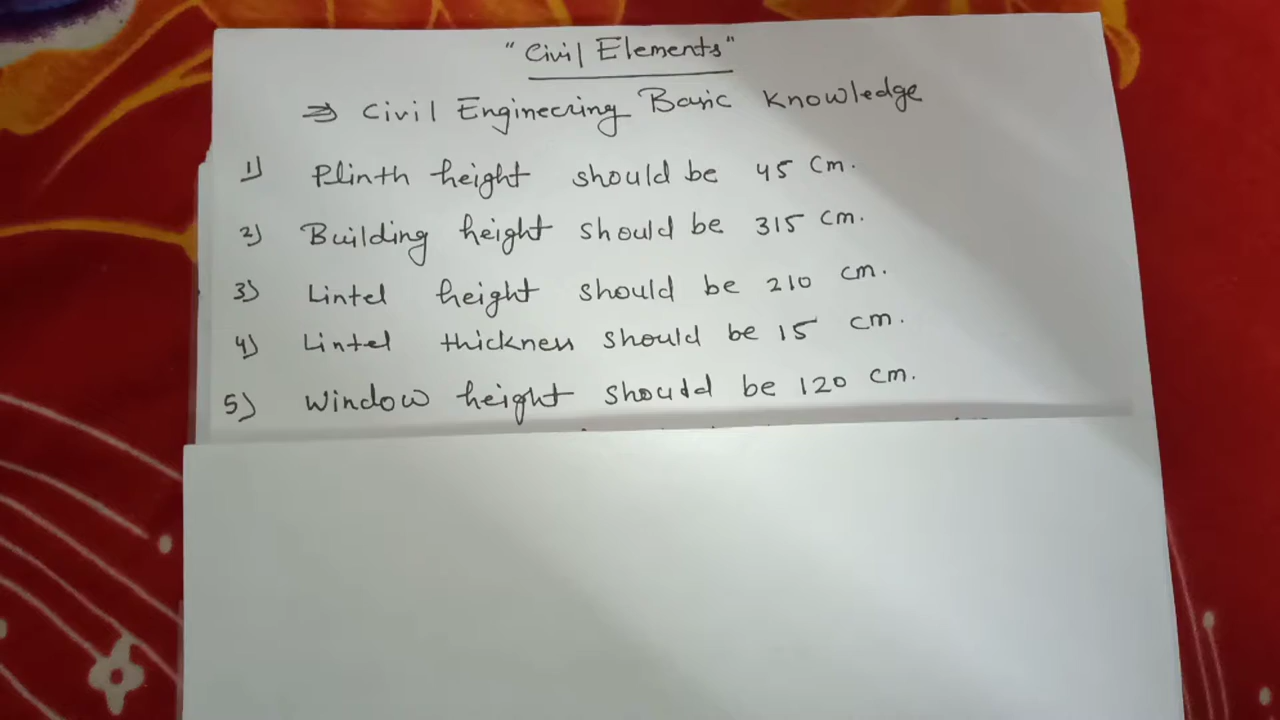 "Civil Elements"
⇒ Civil Engineering Basic Knowledge
1) Plinth height should be 45 cm.
2) Building height should be 315 cm.
3) Lintel height should be 210 cm.
4) Lintel thickness should be 15 cm.
5) Window height should be 120 cm.